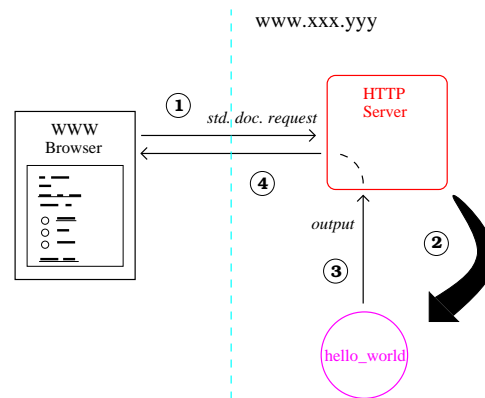 www.xxx.yyy
1
std. doc. request
HTTP
Server
WWW
Browser
4
output
2
3
hello_world